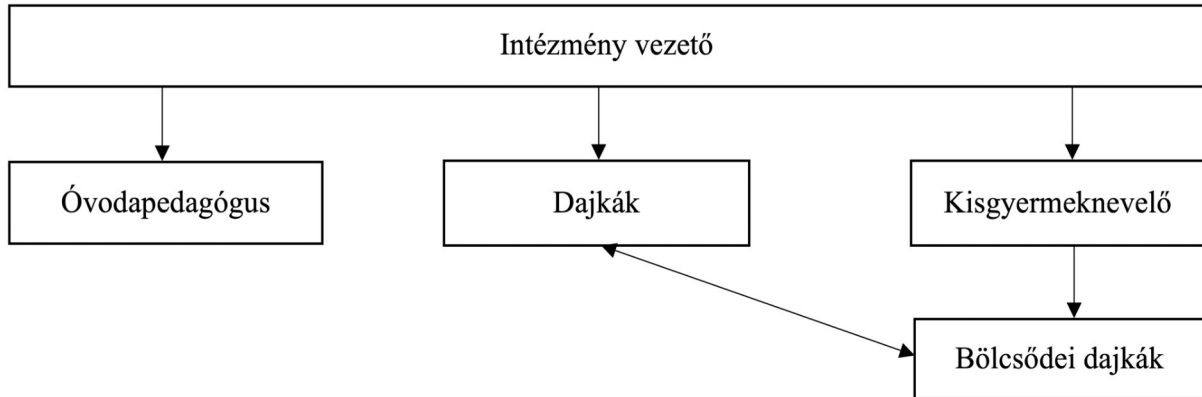 Intézmény vezető
Óvodapedagógus
Dajkák
Kisgyermeknevelő
Bölcsődei dajkák